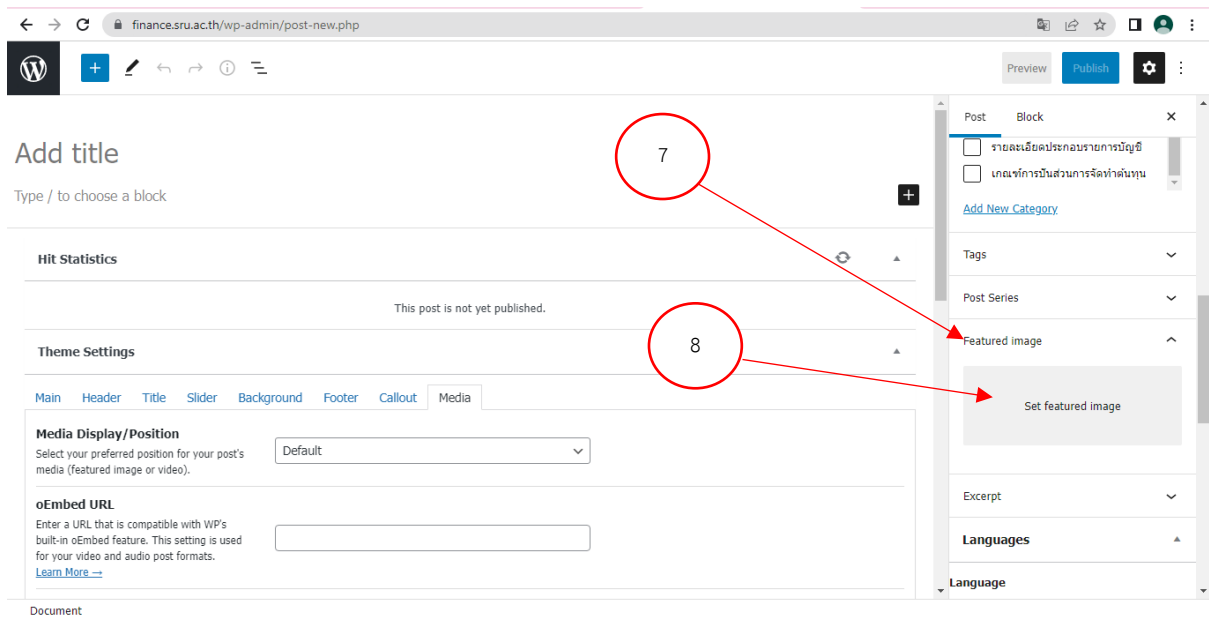 finance.sru.ac.th/wp-admin/post-new.php
Preview
Publish
Add title
Type / to choose a block
Hit Statistics
This post is not yet published.
Theme Settings
Main Header Title Slider Background Footer Callout Media
Media Display/Position
Select your preferred position for your post's
media (featured image or video).
Default
oEmbed URL
Enter a URL that is compatible with WP's
built-in oEmbed feature. This setting is used
for your video and audio post formats.
Learn More →
Document
7
8
Post Block
รายละเอียดประกอบรายการบัญชี
เกณฑ์การปันส่วนการจัดทำต้นทุน
Add New Category
Tags
Post Series
Featured image
Set featured image
Excerpt
Languages
Language